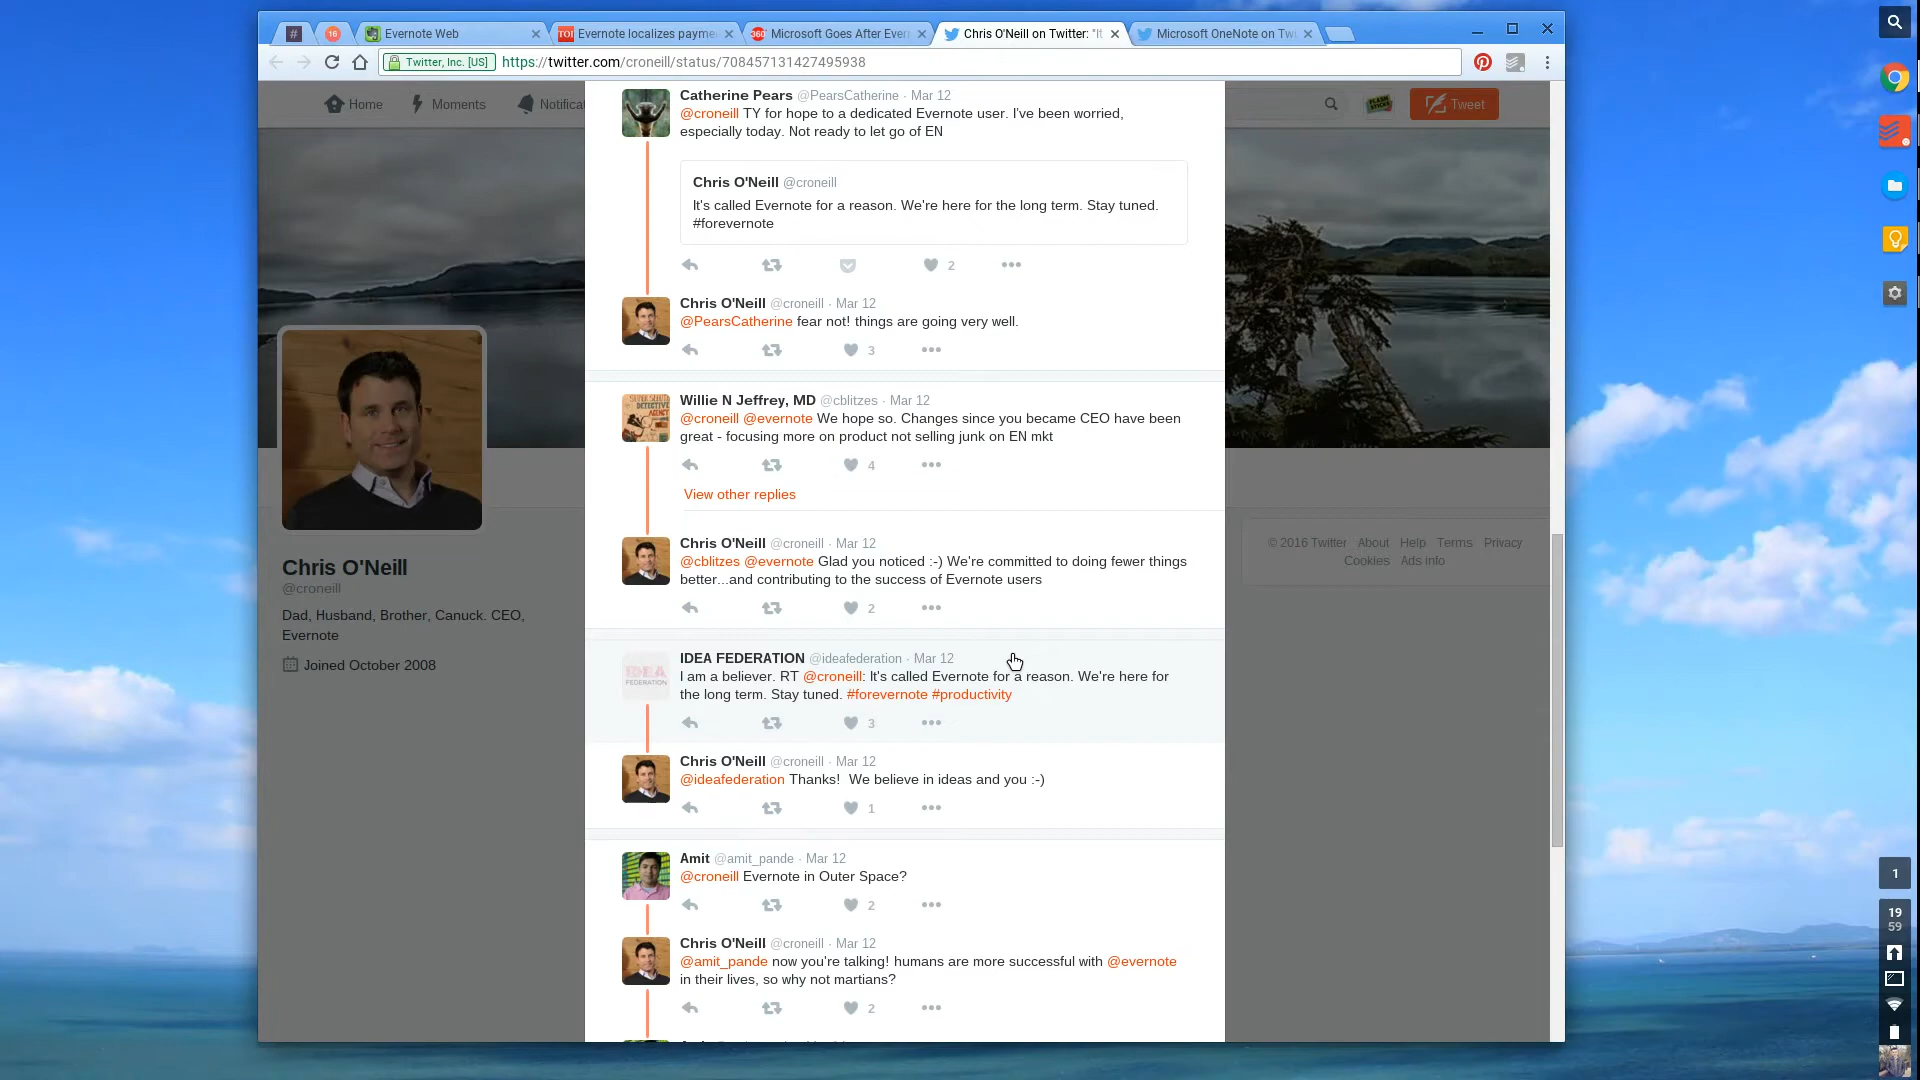 #
16
Evernote Web
TOI Evernote localizes payme
360° Microsoft Goes After Ever
Chris O'Neill on Twitter: "It
Microsoft OneNote on Twi
Twitter, Inc. [US]
https://twitter.com/croneill/status/708457131427495938
Home
Moments
Notificat
Tweet
Catherine Pears @PearsCatherine · Mar 12
@croneill TY for hope to a dedicated Evernote user. I've been worried,
especially today. Not ready to let go of EN
Chris O'Neill @croneill
It's called Evernote for a reason. We're here for the long term. Stay tuned.
#forevernote
2
Chris O'Neill @croneill · Mar 12
@PearsCatherine fear not! things are going very well.
3
Willie N Jeffrey, MD @cblitzes · Mar 12
@croneill @evernote We hope so. Changes since you became CEO have been
great - focusing more on product not selling junk on EN mkt
4
View other replies
Chris O'Neill @croneill · Mar 12
@cblitzes @evernote Glad you noticed :-) We're committed to doing fewer things
better...and contributing to the success of Evernote users
2
IDEA FEDERATION @ideafederation · Mar 12
IDEA
FEDERATION
I am a believer. RT @croneill: It's called Evernote for a reason. We're here for
the long term. Stay tuned. #forevernote #productivity
3
Chris O'Neill @croneill · Mar 12
@ideafederation Thanks!  We believe in ideas and you :-)
1
Amit @amit_pande · Mar 12
@croneill Evernote in Outer Space?
2
Chris O'Neill @croneill · Mar 12
@amit_pande now you're talking! humans are more successful with @evernote
in their lives, so why not martians?
2
Chris O'Neill
@croneill
Dad, Husband, Brother, Canuck. CEO,
Evernote
Joined October 2008
© 2016 Twitter About Help Terms Privacy
Cookies Ads info
1
19
59